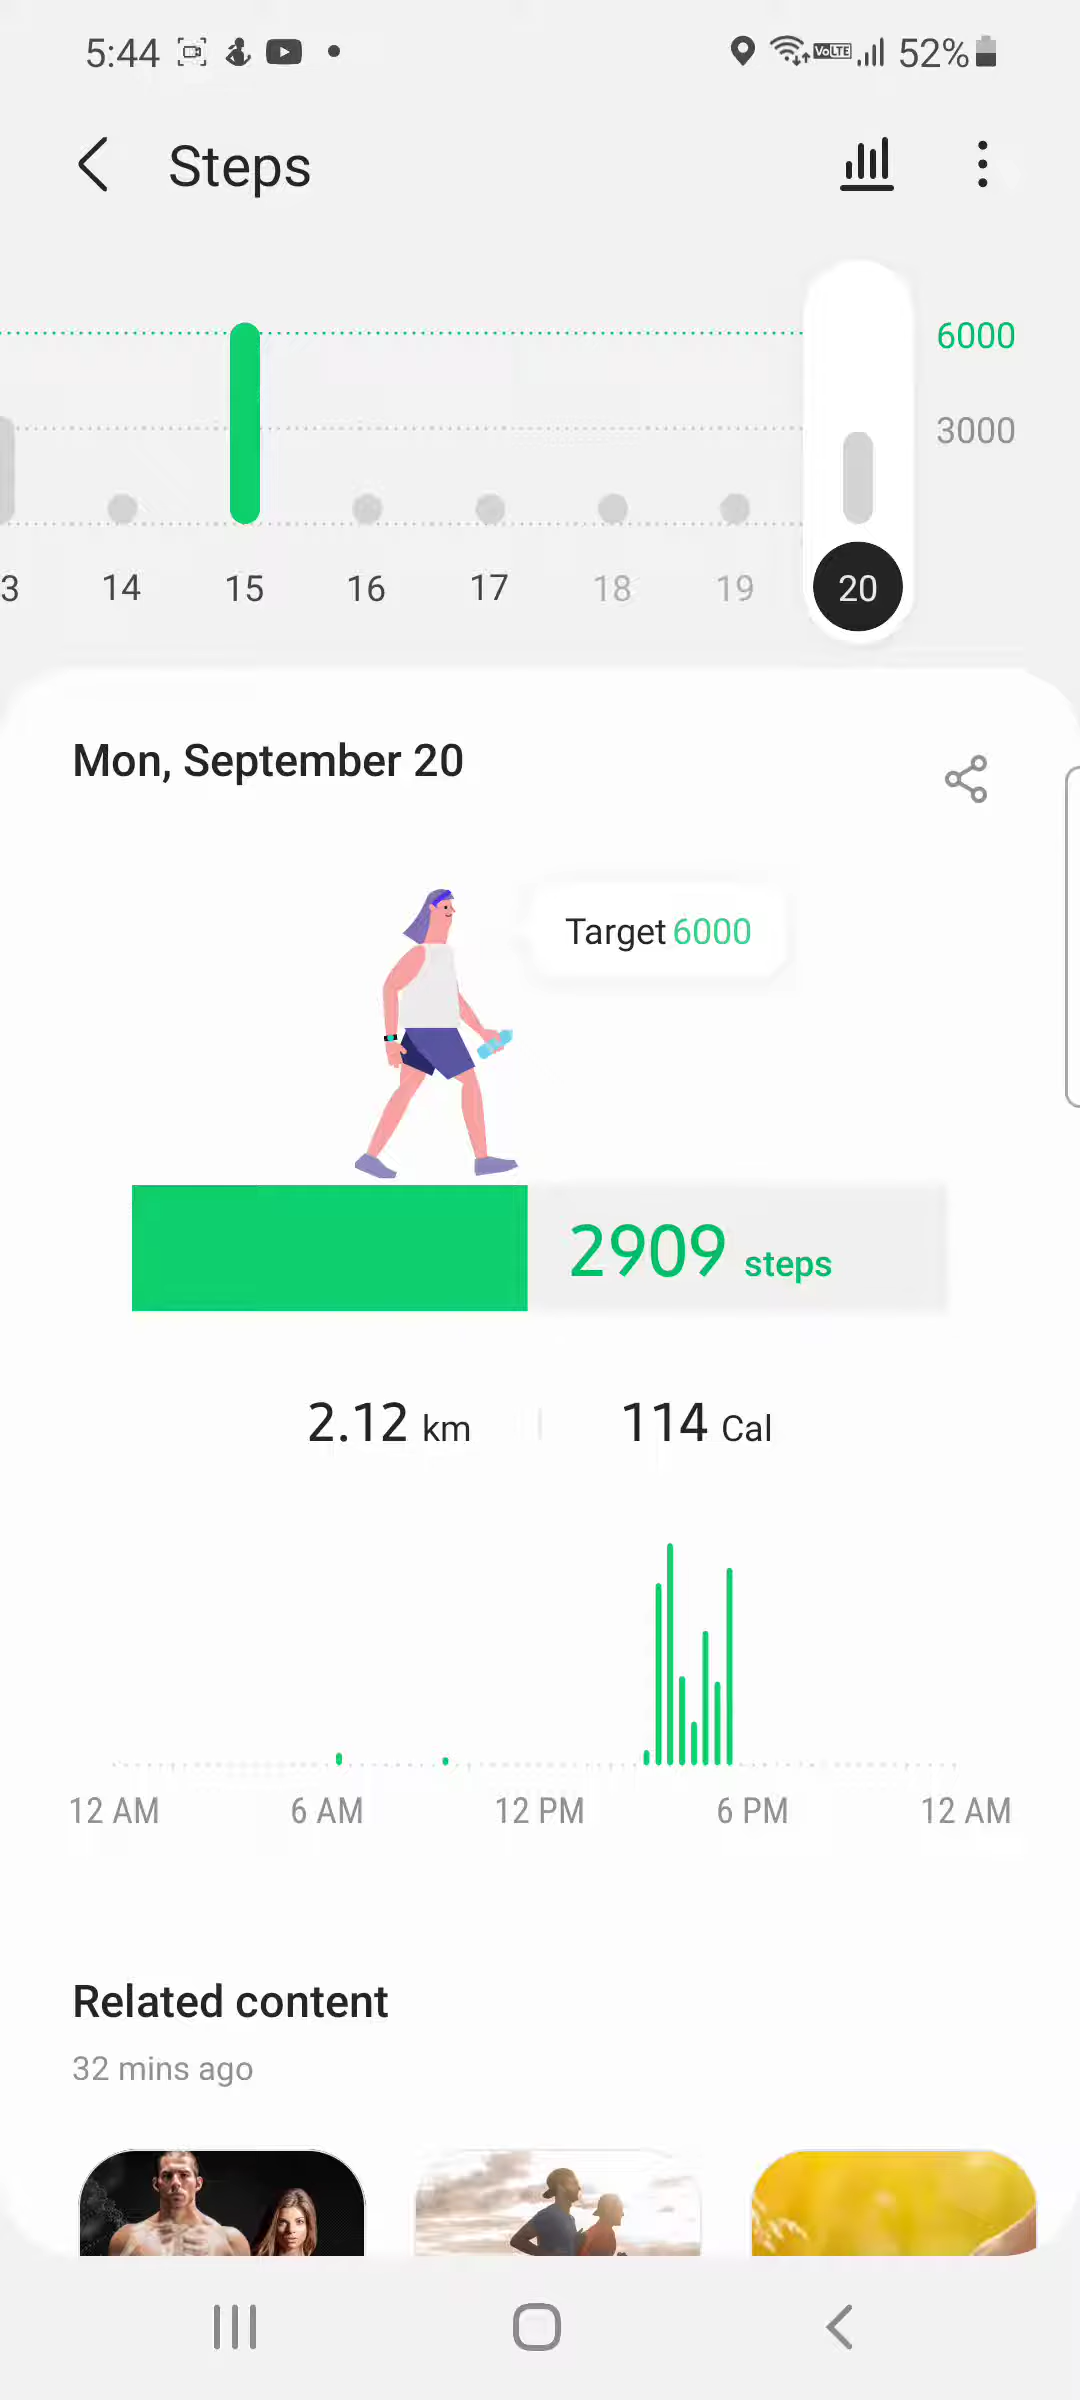 5:44 VoLTE 52%
Steps
6000
3000
3 14 15 16 17 18 19 20
Mon, September 20
Target 6000
2909 steps
2.12 km 114 Cal
12 AM 6 AM 12 PM 6 PM 12 AM
Related content
32 mins ago